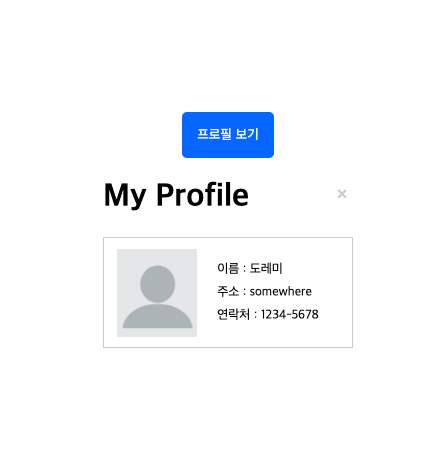 프로필 보기
My Profile
×
이름 : 도레미
주소 : somewhere
연락처 : 1234-5678